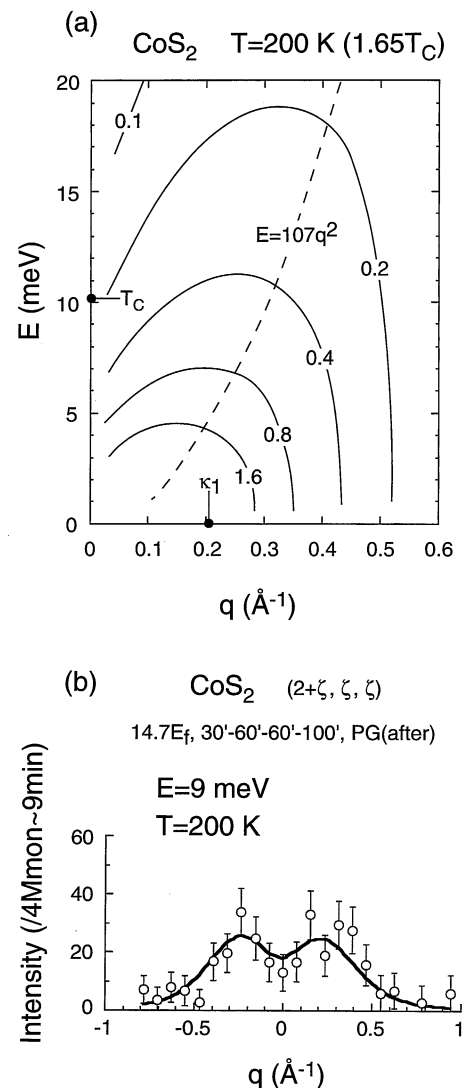 (a)
CoS₂ T=200 K (1.65T_C)
20
15
10
5
0
E (meV)
0.1
E=107q²
0.2
T_C
0.4
0.8
1.6
κ₁
0 0.1 0.2 0.3 0.4 0.5 0.6
q (Å⁻¹)
(b)
CoS₂ (2+ζ, ζ, ζ)
14.7E_f, 30'-60'-60'-100', PG(after)
E=9 meV
T=200 K
60
40
20
0
Intensity (/4Mmon~9min)
-1 -0.5 0 0.5 1
q (Å⁻¹)